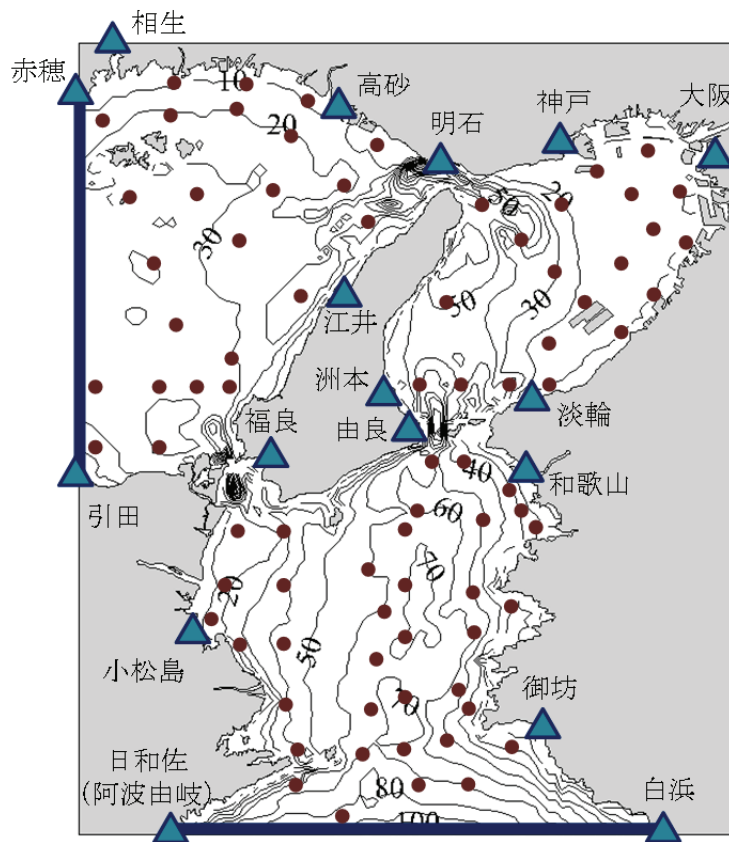 相生
赤穂
高砂
神戸
大阪
明石
10
20
50
20
30
50
30
江井
洲本
淡輪
福良
由良
40
和歌山
引田
60
70
20
50
小松島
70
御坊
日和佐
(阿波由岐)
80
白浜
100